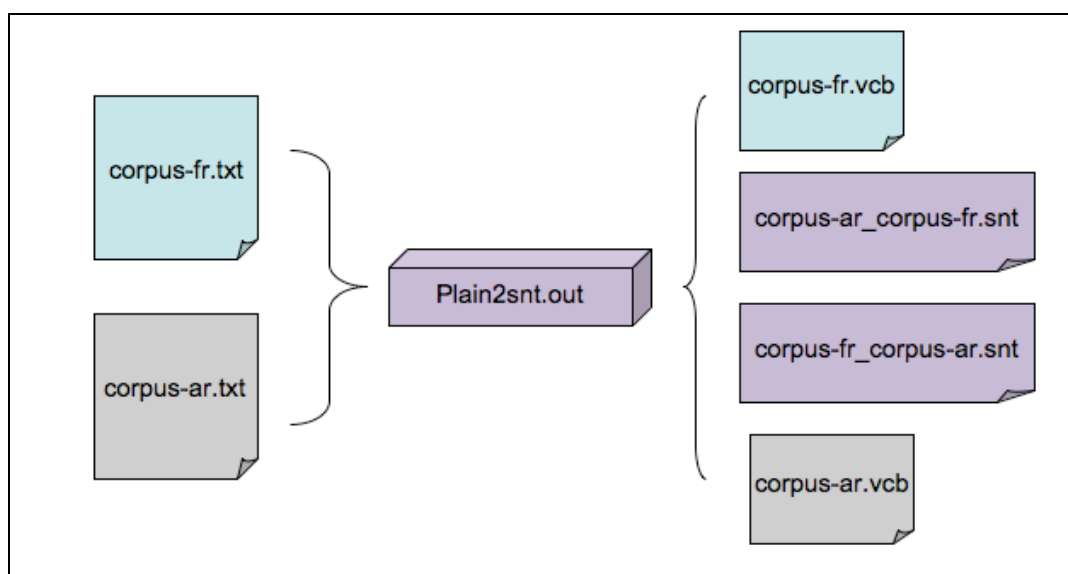 corpus-fr.txt
corpus-ar.txt
Plain2snt.out
corpus-fr.vcb
corpus-ar_corpus-fr.snt
corpus-fr_corpus-ar.snt
corpus-ar.vcb